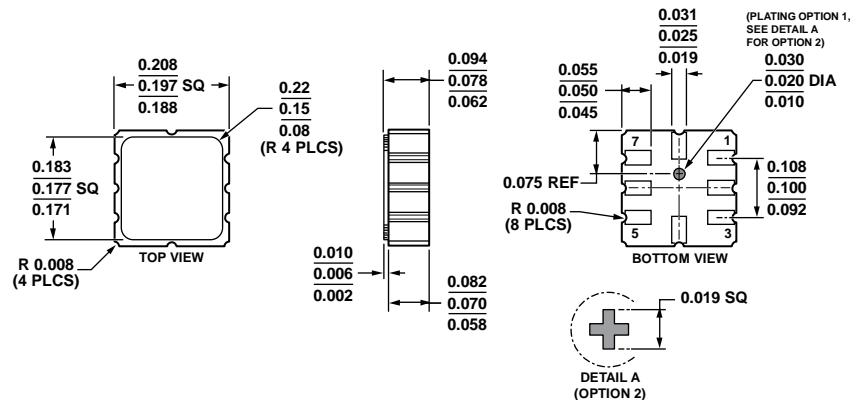 0.208
0.197 SQ
0.188
0.22
0.15
0.08
(R 4 PLCS)
0.183
0.177 SQ
0.171
R 0.008
(4 PLCS)
TOP VIEW
0.094
0.078
0.062
0.010
0.006
0.002
0.082
0.070
0.058
0.031
0.025
0.019
(PLATING OPTION 1,
SEE DETAIL A
FOR OPTION 2)
0.055
0.050
0.045
0.030
0.020 DIA
0.010
7
1
0.075 REF
0.108
0.100
0.092
R 0.008
(8 PLCS)
5
3
BOTTOM VIEW
0.019 SQ
DETAIL A
(OPTION 2)